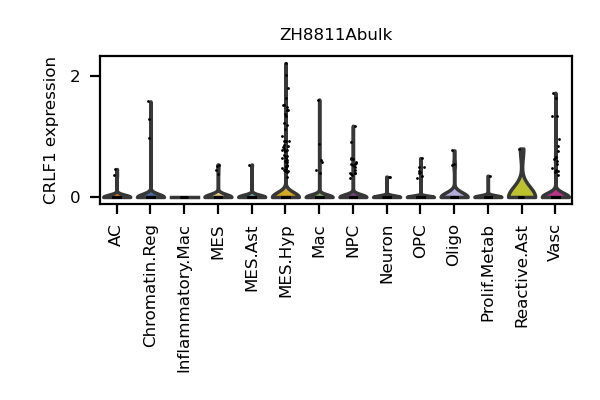 ZH8811Abulk
CRLF1 expression
2
0
AC
Chromatin.Reg
Inflammatory.Mac
MES
MES.Ast
MES.Hyp
Mac
NPC
Neuron
OPC
Oligo
Prolif.Metab
Reactive.Ast
Vasc